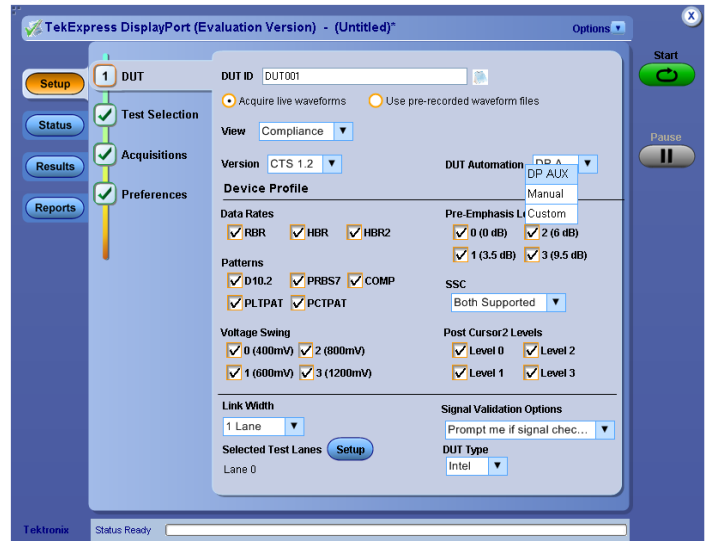 TekExpress DisplayPort (Evaluation Version) - (Untitled)*
Options
Start
Pause
Setup
Status
Results
Reports
1 DUT
Test Selection
Acquisitions
Preferences
DUT ID DUT001
Acquire live waveforms Use pre-recorded waveform files
View Compliance
Version CTS 1.2 DUT Automation
DP AUX
Manual
Custom
Device Profile
Data Rates
RBR HBR HBR2
Patterns
D10.2 PRBS7 COMP
PLTPAT PCTPAT
Voltage Swing
0 (400mV) 2 (800mV)
1 (600mV) 3 (1200mV)
Pre-Emphasis
0 (0 dB) 2 (6 dB)
1 (3.5 dB) 3 (9.5 dB)
SSC
Both Supported
Post Cursor2 Levels
Level 0 Level 2
Level 1 Level 3
Link Width
1 Lane
Selected Test Lanes Setup
Lane 0
Signal Validation Options
Prompt me if signal chec...
DUT Type
Intel
Tektronix Status Ready